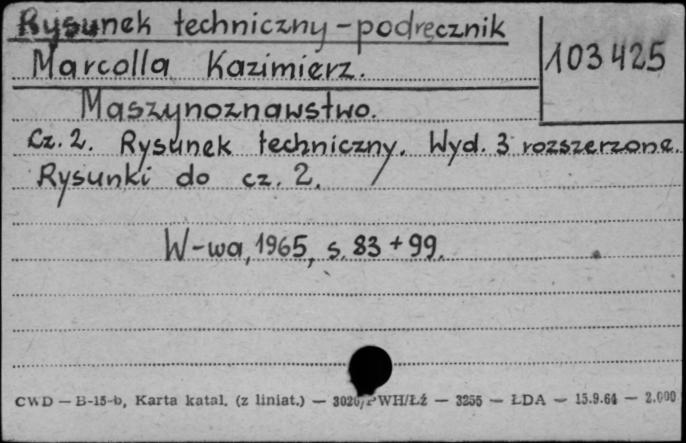 Rysunek techniczny - podręcznik
Marcolla Kazimierz.
103425
Maszynoznawstwo.
Cz. 2. Rysunek techniczny. Wyd. 3 rozszerzone.
Rysunki do cz. 2.
W-wa, 1965, s. 83 + 99.
CWD — B-15-b, Karta katal. (z liniat.) — 3020/PWH/Łź — 3255 — ŁDA — 15.9.64 — 2.000